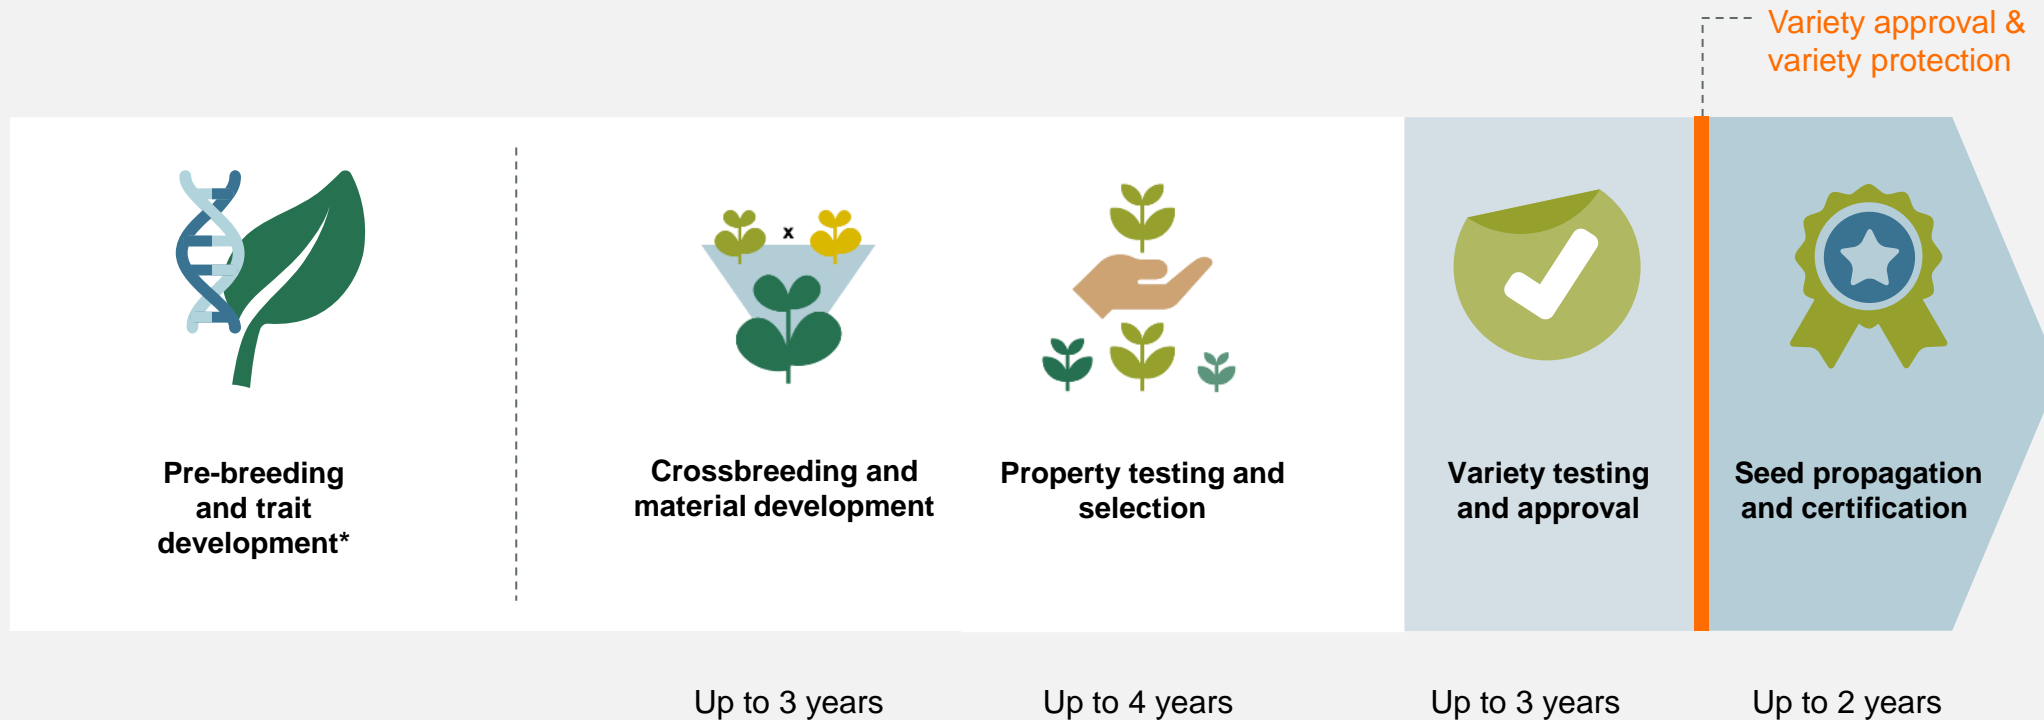 Variety approval &
variety protection
x
Pre-breeding
and trait
development*
Crossbreeding and
material development
Property testing and
selection
Variety testing
and approval
Seed propagation
and certification
Up to 3 years
Up to 4 years
Up to 3 years
Up to 2 years